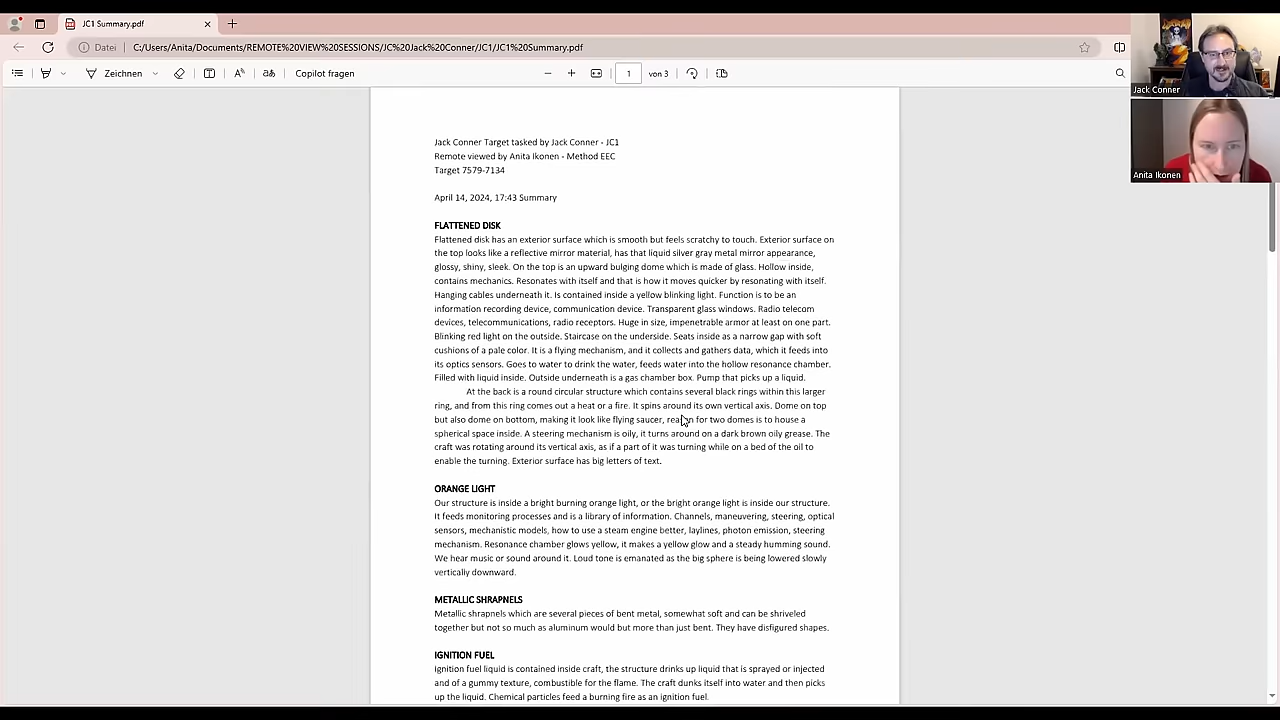 JC1 Summary.pdf
Datei
C:/Users/Anita/Documents/REMOTE%20VIEW%20SESSIONS/JC%20Jack%20Conner/JC1/JC1%20Summary.pdf
Zeichnen
Copilot fragen
1 von 3
Jack Conner
Anita Ikonen
Jack Conner Target tasked by Jack Conner - JC1
Remote viewed by Anita Ikonen - Method EEC
Target 7579-7134
April 14, 2024, 17:43 Summary
FLATTENED DISK
Flattened disk has an exterior surface which is smooth but feels scratchy to touch. Exterior surface on
the top looks like a reflective mirror material, has that liquid silver gray metal mirror appearance,
glossy, shiny, sleek. On the top is an upward bulging dome which is made of glass. Hollow inside,
contains mechanics. Resonates with itself and that is how it moves quicker by resonating with itself.
Hanging cables underneath it. Is contained inside a yellow blinking light. Function is to be an
information recording device, communication device. Transparent glass windows. Radio telecom
devices, telecommunications, radio receptors. Huge in size, impenetrable armor at least on one part.
Blinking red light on the outside. Staircase on the underside. Seats inside as a narrow gap with soft
cushions of a pale color. It is a flying mechanism, and it collects and gathers data, which it feeds into
its optics sensors. Goes to water to drink the water, feeds water into the hollow resonance chamber.
Filled with liquid inside. Outside underneath is a gas chamber box. Pump that picks up a liquid.
At the back is a round circular structure which contains several black rings within this larger
ring, and from this ring comes out a heat or a fire. It spins around its own vertical axis. Dome on top
but also dome on bottom, making it look like flying saucer, reason for two domes is to house a
spherical space inside. A steering mechanism is oily, it turns around on a dark brown oily grease. The
craft was rotating around its vertical axis, as if a part of it was turning while on a bed of the oil to
enable the turning. Exterior surface has big letters of text.
ORANGE LIGHT
Our structure is inside a bright burning orange light, or the bright orange light is inside our structure.
It feeds monitoring processes and is a library of information. Channels, maneuvering, steering, optical
sensors, mechanistic models, how to use a steam engine better, laylines, photon emission, steering
mechanism. Resonance chamber glows yellow, it makes a yellow glow and a steady humming sound.
We hear music or sound around it. Loud tone is emanated as the big sphere is being lowered slowly
vertically downward.
METALLIC SHRAPNELS
Metallic shrapnels which are several pieces of bent metal, somewhat soft and can be shriveled
together but not so much as aluminum would but more than just bent. They have disfigured shapes.
IGNITION FUEL
Ignition fuel liquid is contained inside craft, the structure drinks up liquid that is sprayed or injected
and of a gummy texture, combustible for the flame. The craft dunks itself into water and then picks
up the liquid. Chemical particles feed a burning fire as an ignition fuel.